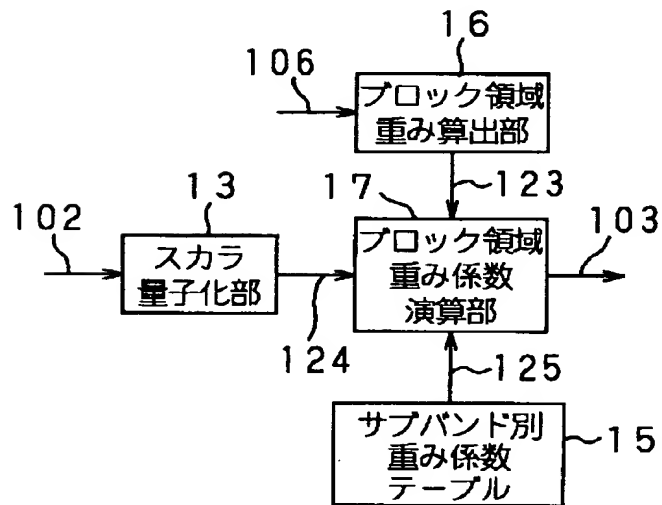 16
106
ブロック領域
重み算出部
17
123
13
102
103
スカラ
量子化部
ブロック領域
重み係数
演算部
124
125
サブバンド別
重み係数
テーブル
15